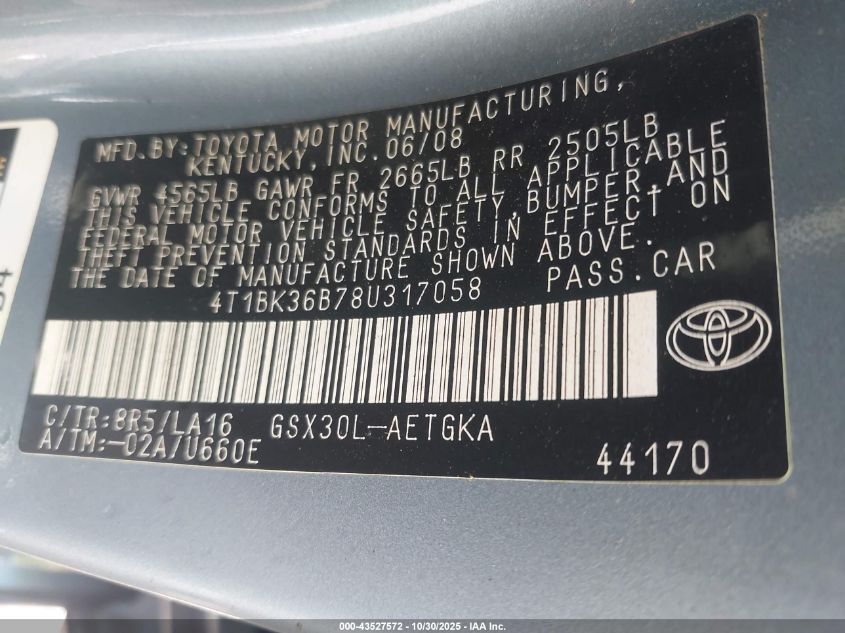 MFD.BY:TOYOTA MOTOR MANUFACTURING,
KENTUCKY,INC.06/08
GVWR 4565LB GAWR FR 2665LB RR 2505LB
THIS VEHICLE CONFORMS TO ALL APPLICABLE
FEDERAL MOTOR VEHICLE SAFETY,BUMPER,AND
THEFT PREVENTION STANDARDS IN EFFECT ON
THE DATE OF MANUFACTURE SHOWN ABOVE.
4T1BK36B78U317058 PASS.CAR
C/TR:8R5/LA16 GSX30L-AETGKA
A/TM:-02A/U660E
44170
000-43527572 • 10/30/2025 - IAA Inc.